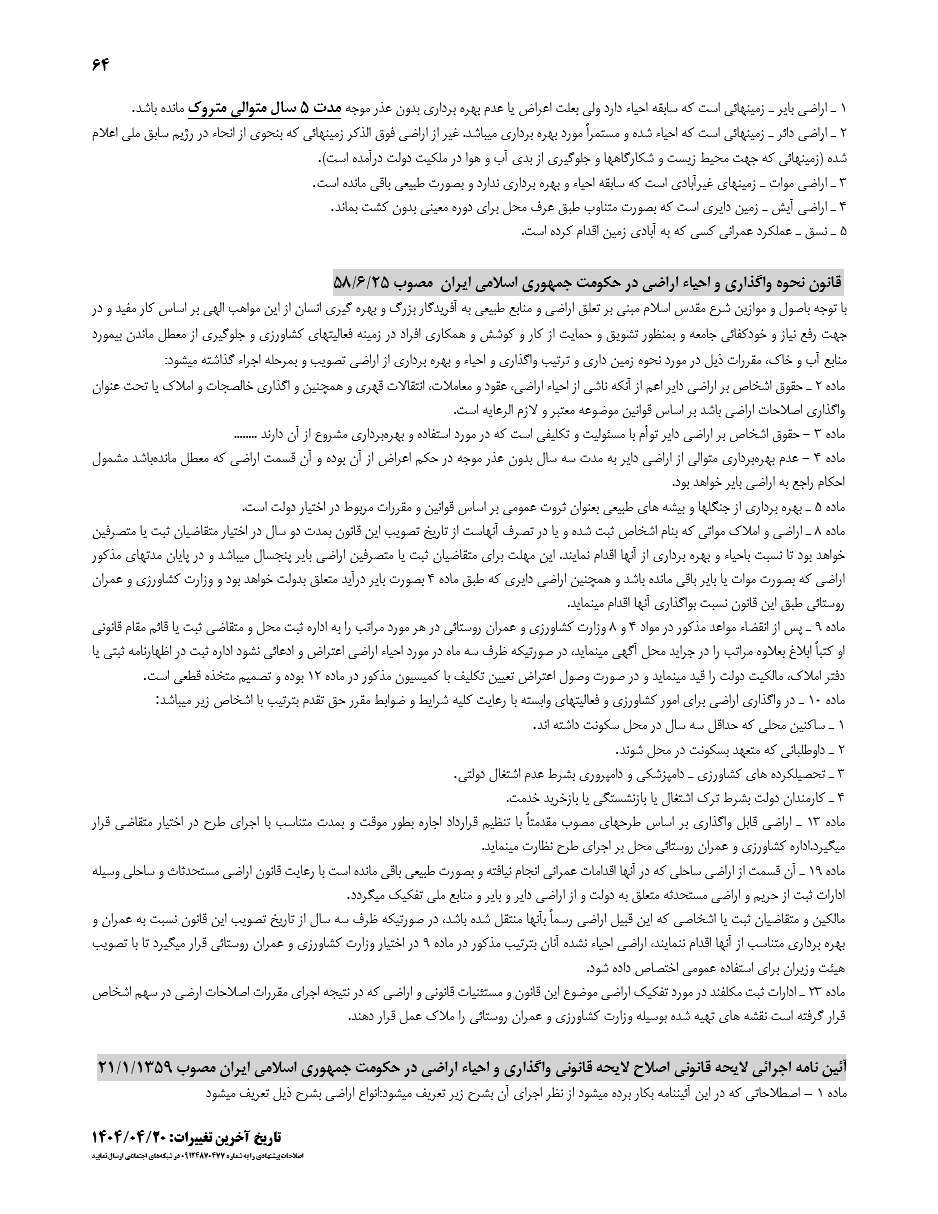 ۶۴
۱ ـ اراضی بایر ـ زمینهائی است که سابقه احیاء دارد ولی بعلت اعراض یا عدم بهره برداری بدون عذر موجه مدت ۵ سال متوالی متروک مانده باشد.
۲ ـ اراضی دائر ـ زمینهائی است که احیاء شده و مستمراً مورد بهره برداری میباشد. غیر از اراضی فوق الذکر زمینهائی که بنحوی از انحاء در رژیم سابق ملی اعلام
شده (زمینهائی که جهت محیط زیست و شکارگاهها و جلوگیری از بدی آب و هوا در ملکیت دولت درآمده است).
۳ ـ اراضی موات ـ زمینهای غیرآبادی است که سابقه احیاء و بهره برداری ندارد و بصورت طبیعی باقی مانده است.
۴ ـ اراضی آیش ـ زمین دایری است که بصورت متناوب طبق عرف محل برای دوره معینی بدون کشت بماند.
۵ ـ نسق ـ عملکرد عمرانی کسی که به آبادی زمین اقدام کرده است.
قانون نحوه واگذاری و احیاء اراضی در حکومت جمهوری اسلامی ایران مصوب ۵۸/۶/۲۵
با توجه باصول و موازین شرع مقدس اسلام مبنی بر تعلق اراضی و منابع طبیعی به آفریدگار بزرگ و بهره گیری انسان از این مواهب الهی بر اساس کار مفید و در
جهت رفع نیاز و خودکفائی جامعه و بمنظور تشویق و حمایت از کار و کوشش و همکاری افراد در زمینه فعالیتهای کشاورزی و جلوگیری از معطل ماندن بیمورد
منابع آب و خاک، مقررات ذیل در مورد نحوه زمین داری و ترتیب واگذاری و احیاء و بهره برداری از اراضی تصویب و بمرحله اجراء گذاشته میشود:
ماده ۲ ـ حقوق اشخاص بر اراضی دایر اعم از آنکه ناشی از احیاء اراضی، عقود و معاملات، انتقالات قهری و همچنین و اگذاری خالصجات و املاک یا تحت عنوان
واگذاری اصلاحات اراضی باشد بر اساس قوانین موضوعه معتبر و لازم الرعایه است.
ماده ۳ - حقوق اشخاص بر اراضی دایر توأم با مسئولیت و تکلیفی است که در مورد استفاده و بهره‌برداری مشروع از آن دارند ........
ماده ۴ - عدم بهره‌برداری متوالی از اراضی دایر به مدت سه سال بدون عذر موجه در حکم اعراض از آن بوده و آن قسمت اراضی که معطل مانده‌باشد مشمول
احکام راجع به اراضی بایر خواهد بود.
ماده ۵ ـ بهره برداری از جنگلها و بیشه های طبیعی بعنوان ثروت عمومی بر اساس قوانین و مقررات مربوط در اختیار دولت است.
ماده ۸ ـ اراضی و املاک مواتی که بنام اشخاص ثبت شده و یا در تصرف آنهاست از تاریخ تصویب این قانون بمدت دو سال در اختیار متقاضیان ثبت یا متصرفین
خواهد بود تا نسبت باحیاء و بهره برداری از آنها اقدام نمایند. این مهلت برای متقاضیان ثبت یا متصرفین اراضی بایر پنجسال میباشد و در پایان مدتهای مذکور
اراضی که بصورت موات یا بایر باقی مانده باشد و همچنین اراضی دایری که طبق ماده ۴ بصورت بایر درآید متعلق بدولت خواهد بود و وزارت کشاورزی و عمران
روستائی طبق این قانون نسبت بواگذاری آنها اقدام مینماید.
ماده ۹ ـ پس از انقضاء مواعد مذکور در مواد ۴ و ۸ وزارت کشاورزی و عمران روستائی در هر مورد مراتب را به اداره ثبت محل و متقاضی ثبت یا قائم مقام قانونی
او کتباً ابلاغ بعلاوه مراتب را در جراید محل آگهی مینماید، در صورتیکه ظرف سه ماه در مورد احیاء اراضی اعتراض و ادعائی نشود اداره ثبت در اظهارنامه ثبتی یا
دفتر املاک، مالکیت دولت را قید مینماید و در صورت وصول اعتراض تعیین تکلیف با کمیسیون مذکور در ماده ۱۲ بوده و تصمیم متخذه قطعی است.
ماده ۱۰ ـ در واگذاری اراضی برای امور کشاورزی و فعالیتهای وابسته با رعایت کلیه شرایط و ضوابط مقرر حق تقدم بترتیب با اشخاص زیر میباشد:
۱ ـ ساکنین محلی که حداقل سه سال در محل سکونت داشته اند.
۲ ـ داوطلبانی که متعهد بسکونت در محل شوند.
۳ ـ تحصیلکرده های کشاورزی ـ دامپزشکی و دامپروری بشرط عدم اشتغال دولتی.
۴ ـ کارمندان دولت بشرط ترک اشتغال یا بازنشستگی یا بازخرید خدمت.
ماده ۱۳ ـ اراضی قابل واگذاری بر اساس طرحهای مصوب مقدمتاً با تنظیم قرارداد اجاره بطور موقت و بمدت متناسب با اجرای طرح در اختیار متقاضی قرار
میگیرد.اداره کشاورزی و عمران روستائی محل بر اجرای طرح نظارت مینماید.
ماده ۱۹ ـ آن قسمت از اراضی ساحلی که در آنها اقدامات عمرانی انجام نیافته و بصورت طبیعی باقی مانده است با رعایت قانون اراضی مستحدثات و ساحلی وسیله
ادارات ثبت از حریم و اراضی مستحدثه متعلق به دولت و از اراضی دایر و بایر و منابع ملی تفکیک میگردد.
مالکین و متقاضیان ثبت یا اشخاصی که این قبیل اراضی رسماً بآنها منتقل شده باشد، در صورتیکه ظرف سه سال از تاریخ تصویب این قانون نسبت به عمران و
بهره برداری متناسب از آنها اقدام ننمایند، اراضی احیاء نشده آنان بترتیب مذکور در ماده ۹ در اختیار وزارت کشاورزی و عمران روستائی قرار میگیرد تا با تصویب
هیئت وزیران برای استفاده عمومی اختصاص داده شود.
ماده ۲۳ ـ ادارات ثبت مکلفند در مورد تفکیک اراضی موضوع این قانون و مستثنیات قانونی و اراضی که در نتیجه اجرای مقررات اصلاحات ارضی در سهم اشخاص
قرار گرفته است نقشه های تهیه شده بوسیله وزارت کشاورزی و عمران روستائی را ملاک عمل قرار دهند.
آئین نامه اجرائی لایحه قانونی اصلاح لایحه قانونی واگذاری و احیاء اراضی در حکومت جمهوری اسلامی ایران مصوب ۲۱/۱/۱۳۵۹
ماده ۱ - اصطلاحاتی که در این آئیننامه بکار برده میشود از نظر اجرای آن بشرح زیر تعریف میشود:انواع اراضی بشرح ذیل تعریف میشود
تاریخ آخرین تغییرات: ۱۴۰۴/۰۴/۲۰
اصلاحات پیشنهادی را به شماره ۰۹۱۲۴۸۷۰۴۷۷ در شبکه‌های اجتماعی ارسال نمایید